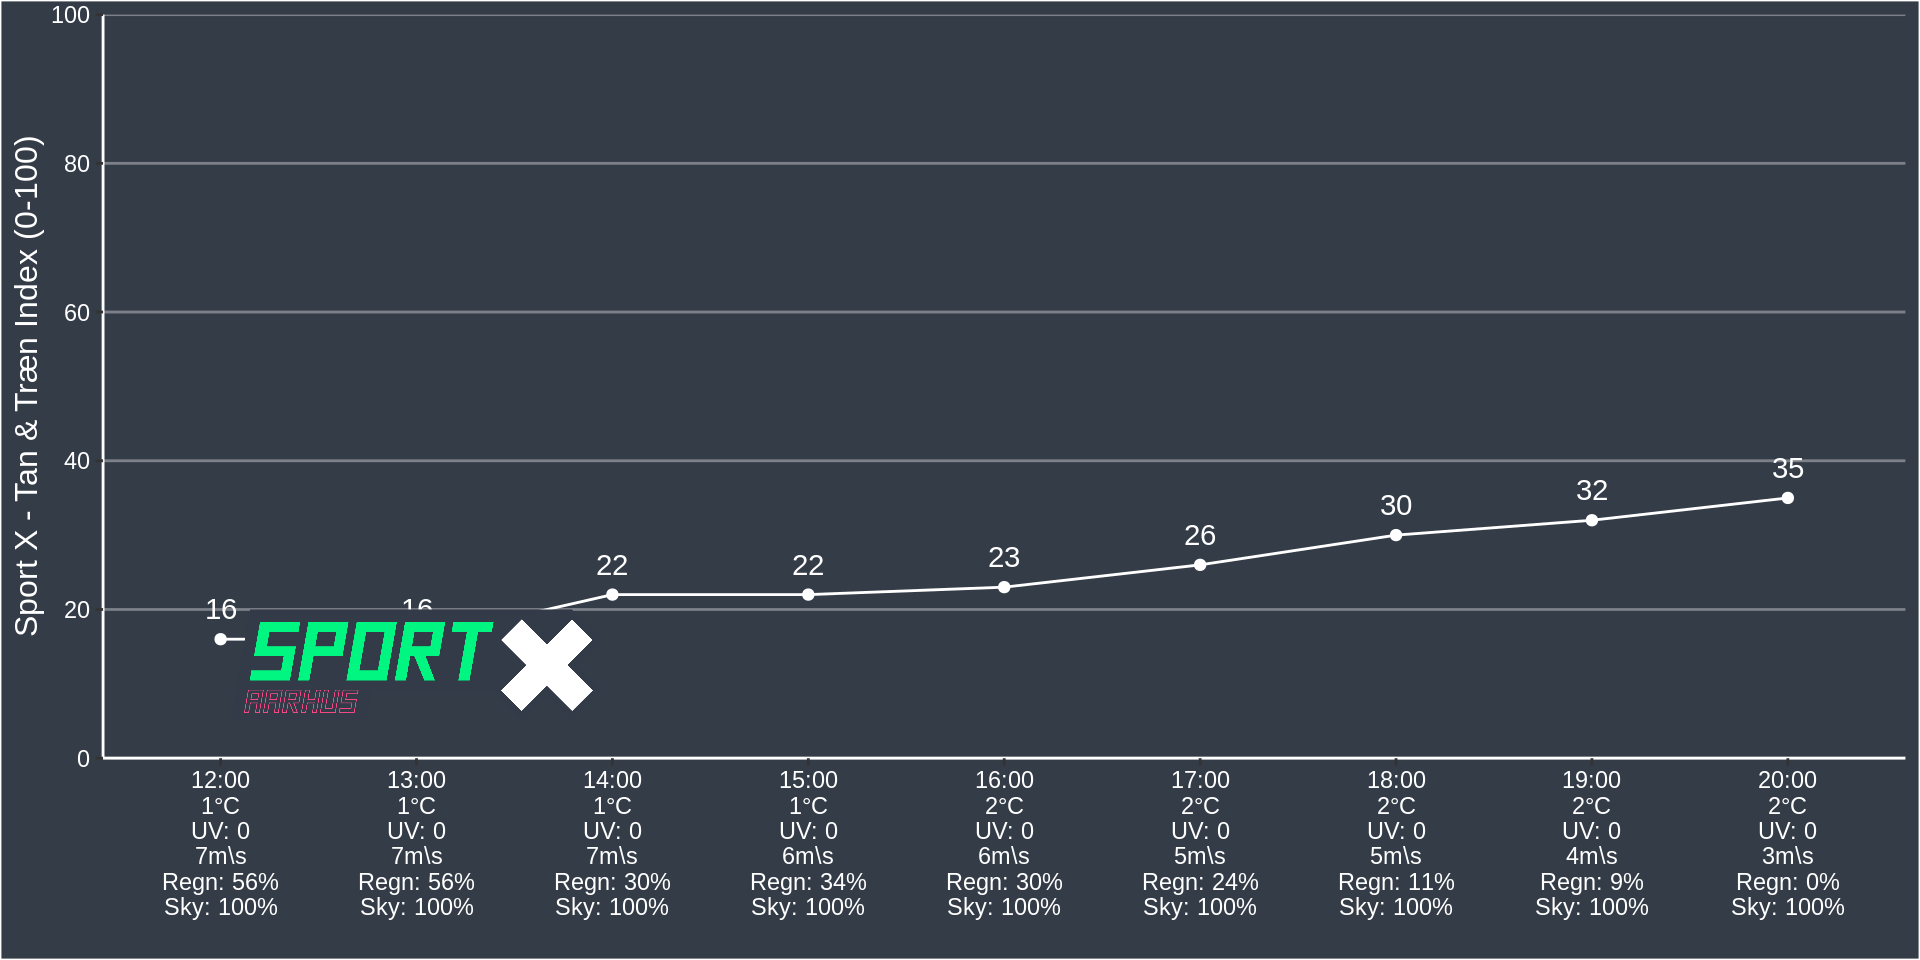 Sport X - Tan & Træn Index (0-100)
100
80
60
40
20
0
16
16
22
22
23
26
30
32
35
SPORT X
AARHUS
12:00 13:00 14:00 15:00 16:00 17:00 18:00 19:00 20:00
1°C 1°C 1°C 1°C 2°C 2°C 2°C 2°C 2°C
UV: 0 UV: 0 UV: 0 UV: 0 UV: 0 UV: 0 UV: 0 UV: 0 UV: 0
7m\s 7m\s 7m\s 6m\s 6m\s 5m\s 5m\s 4m\s 3m\s
Regn: 56% Regn: 56% Regn: 30% Regn: 34% Regn: 30% Regn: 24% Regn: 11% Regn: 9% Regn: 0%
Sky: 100% Sky: 100% Sky: 100% Sky: 100% Sky: 100% Sky: 100% Sky: 100% Sky: 100% Sky: 100%